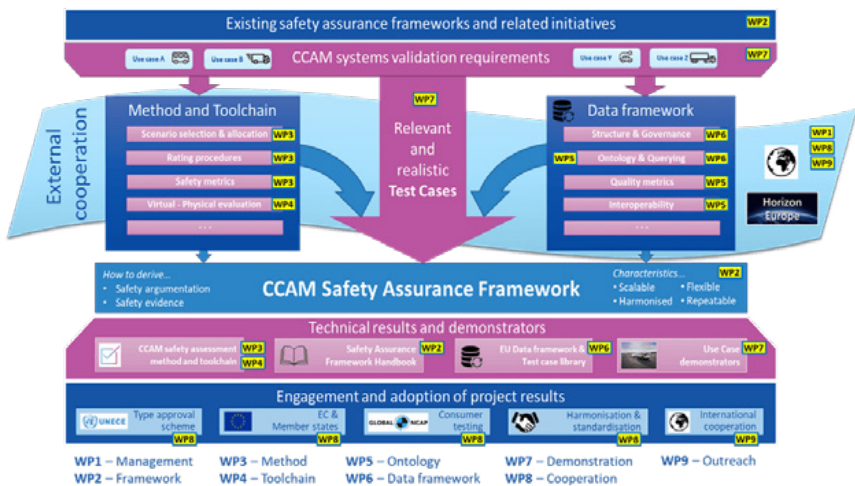 Existing safety assurance frameworks and related initiatives
WP2
Use case A
Use case B
CCAM systems validation requirements
Use case Y
Use case Z
WP7
External cooperation
Method and Toolchain
Scenario selection & allocation WP3
Rating procedures WP3
Safety metrics WP3
Virtual - Physical evaluation WP4
...
WP7
Relevant
and
realistic
Test Cases
Data framework
Structure & Governance WP6
WP5 Ontology & Querying WP6
Quality metrics WP5
Interoperability WP5
...
WP1
WP8
WP9
Horizon
Europe
How to derive...
• Safety argumentation
• Safety evidence
CCAM Safety Assurance Framework
Characteristics... WP2
• Scalable • Flexible
• Harmonised • Repeatable
Technical results and demonstrators
CCAM safety assessment WP3
method and toolchain WP4
Safety Assurance WP2
Framework Handbook
EU Data framework & WP6
Test case library
Use Case WP7
demonstrators
Engagement and adoption of project results
UNECE
Type approval
scheme
WP8
EC &
Member states
WP8
GLOBAL NCAP
Consumer
testing
WP8
Harmonisation &
standardisation
WP8
International
cooperation
WP9
WP1 – Management
WP2 – Framework
WP3 – Method
WP4 – Toolchain
WP5 – Ontology
WP6 – Data framework
WP7 – Demonstration
WP8 – Cooperation
WP9 – Outreach